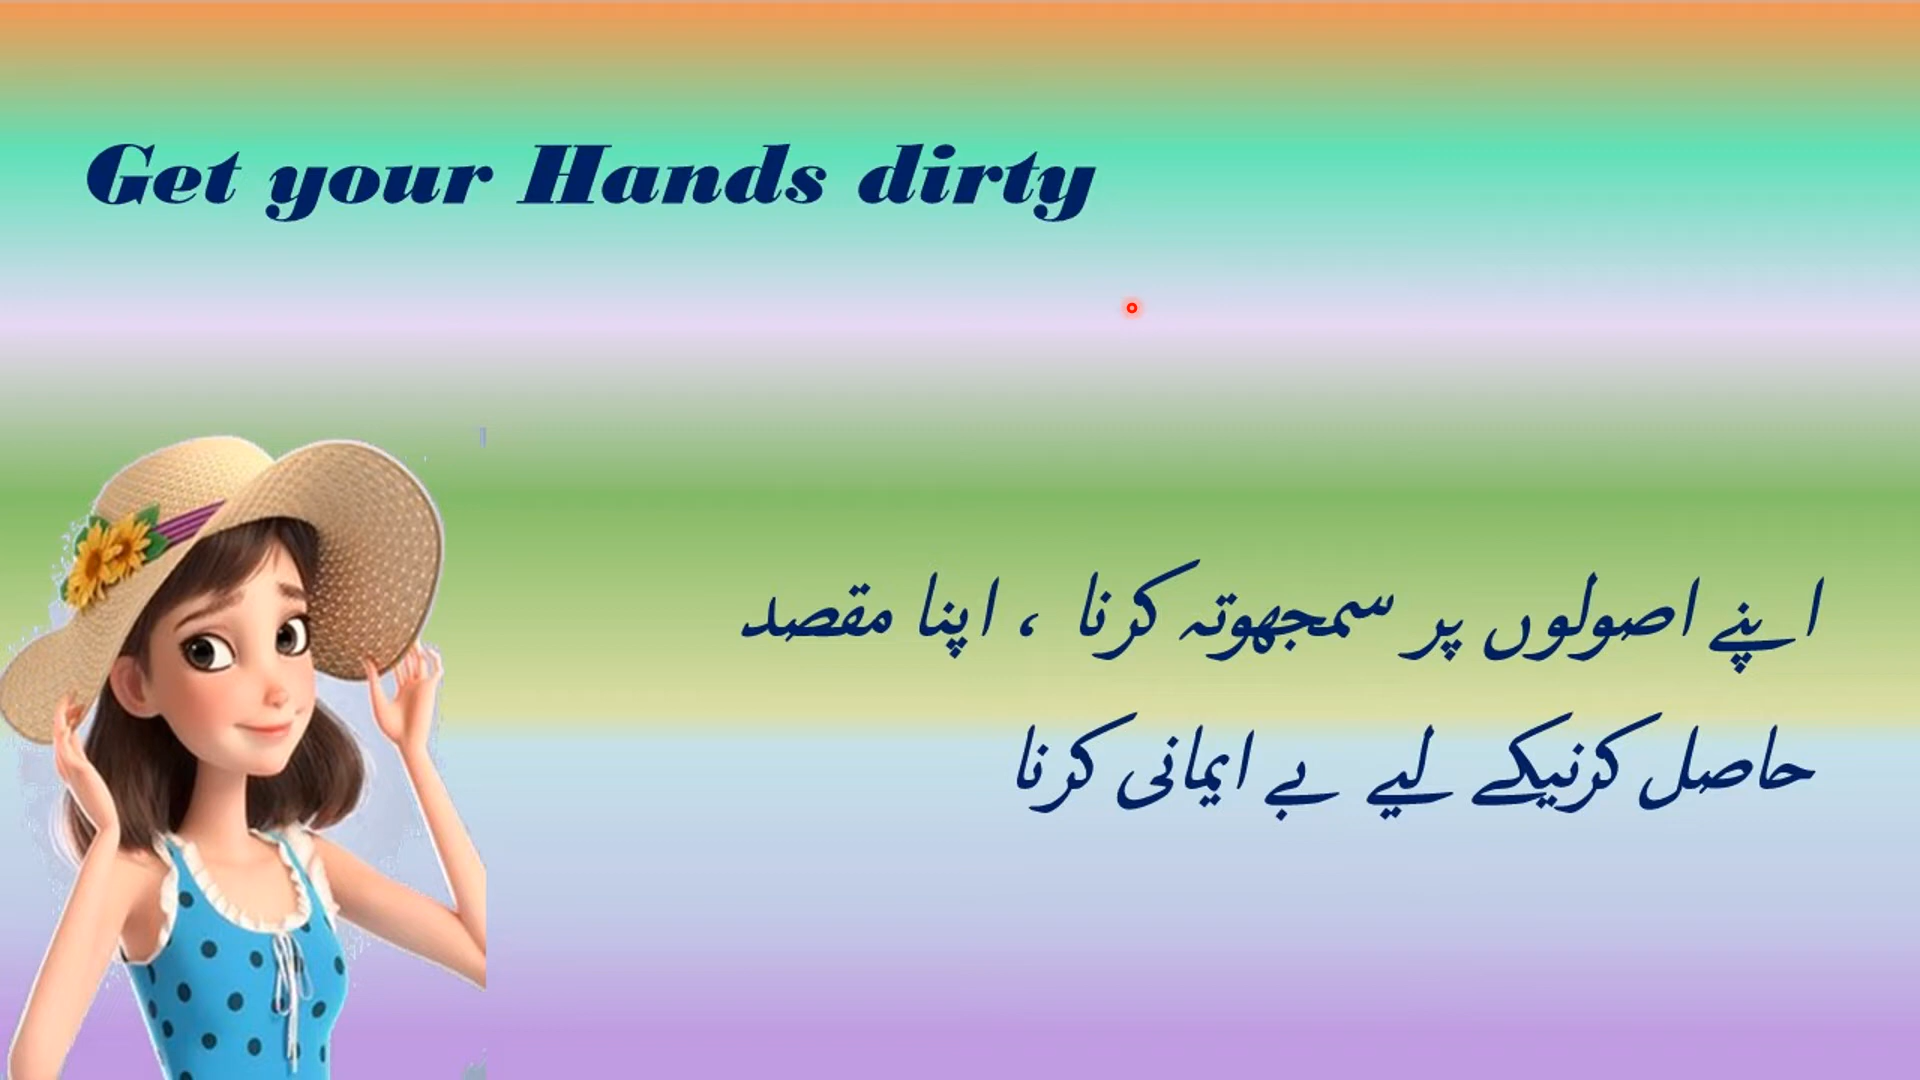 Get your Hands dirty
اپنے اصولوں پر سمجھوتہ کرنا ، اپنا مقصد
حاصل کرنیکے لیے بے ایمانی کرنا